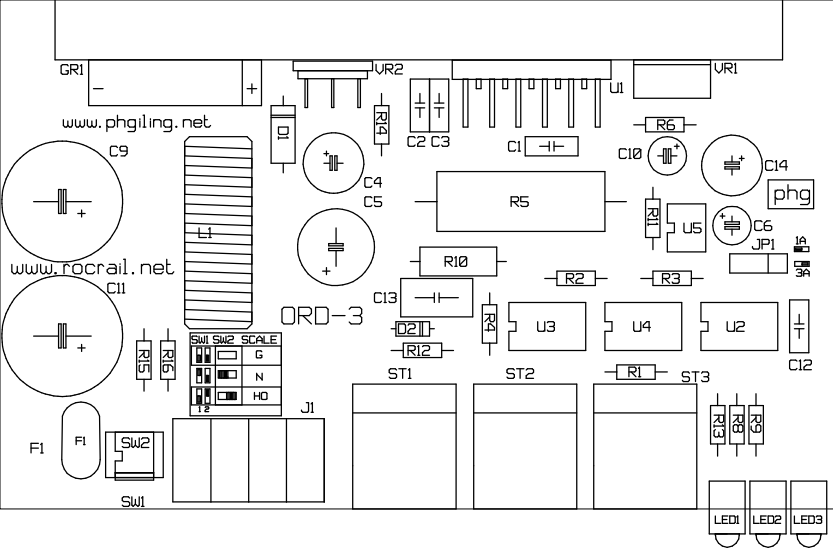 GR1
VR2
U1
VR1
- +
www.phgiling.net
D1
R14
C2 C3
R6
C9
C4
C1
C10
C14
C5
R5
phg
L1
R11
U5
C6
JP1
1A
3A
www.rocrail.net
R10
R2
R3
C11
C13
ORD-3
R4
U3
U4
U2
D2
SW1 SW2 SCALE
G
N
HO
1 2
R15
R16
R12
C12
ST1
ST2
R1
ST3
J1
R13
R8
R9
F1
F1
SW2
SW1
LED1
LED2
LED3